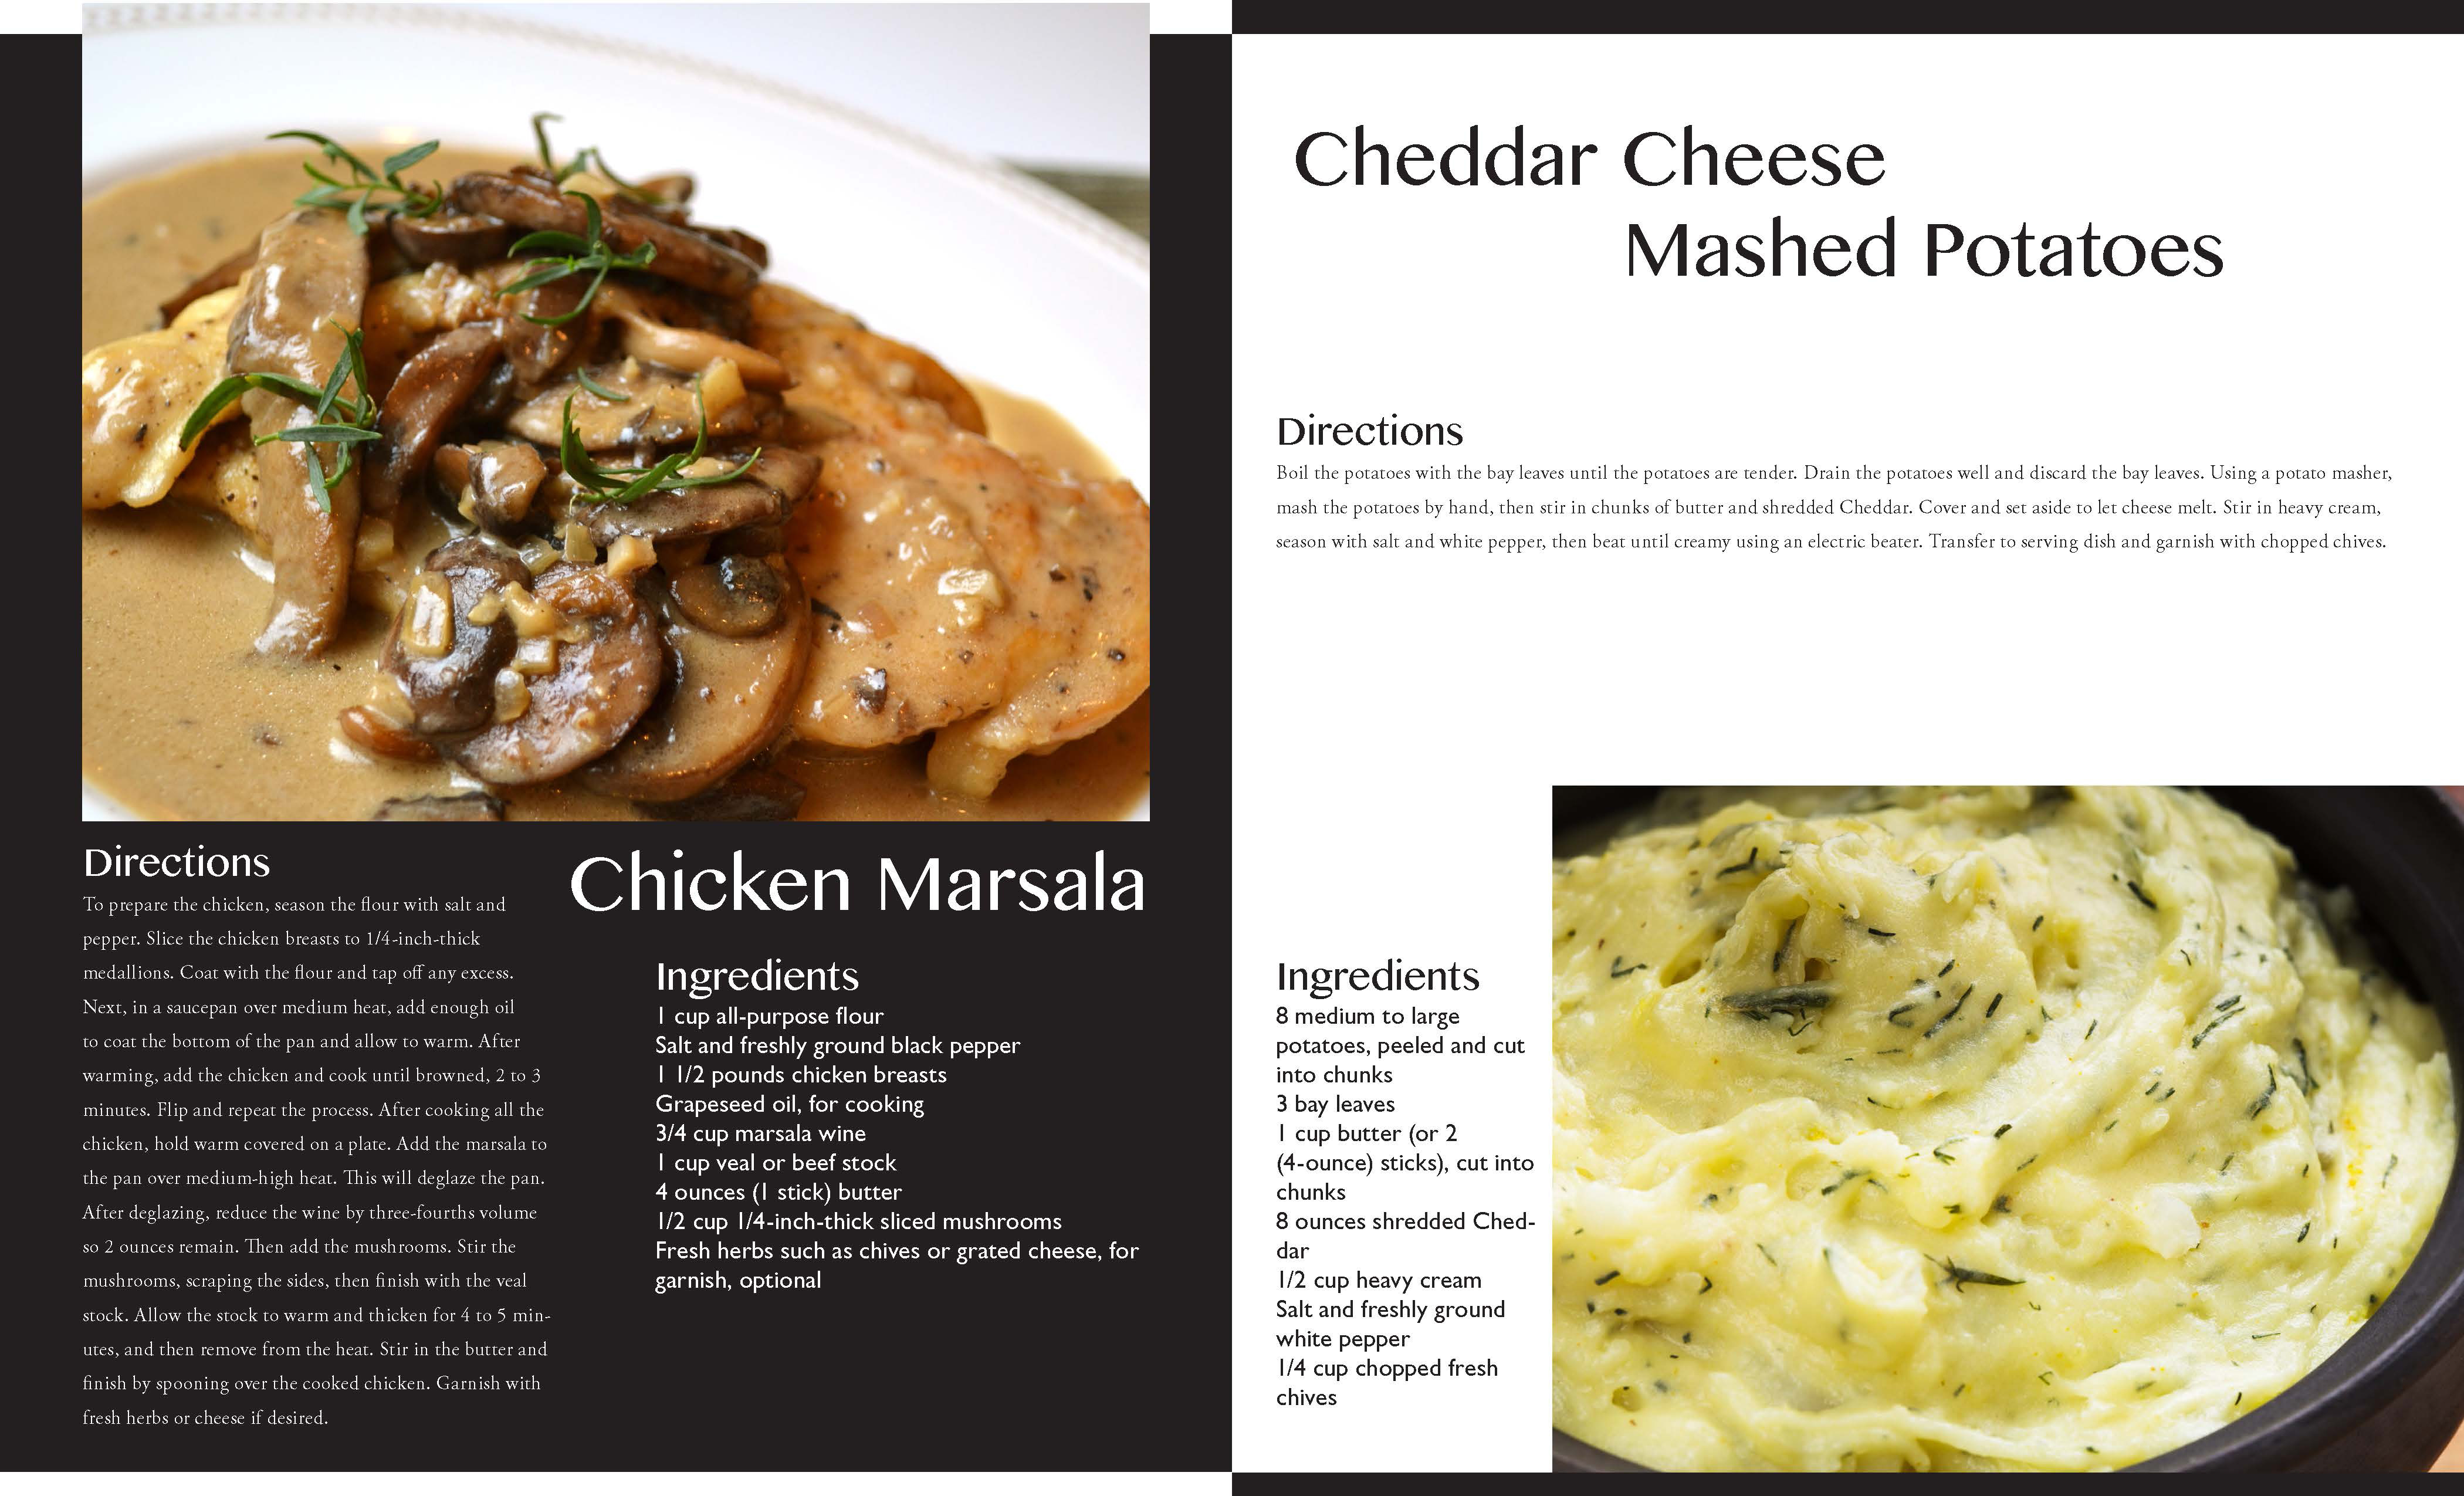 Directions
To prepare the chicken, season the flour with salt and
pepper. Slice the chicken breasts to 1/4-inch-thick
medallions. Coat with the flour and tap off any excess.
Next, in a saucepan over medium heat, add enough oil
to coat the bottom of the pan and allow to warm. After
warming, add the chicken and cook until browned, 2 to 3
minutes. Flip and repeat the process. After cooking all the
chicken, hold warm covered on a plate. Add the marsala to
the pan over medium-high heat. This will deglaze the pan.
After deglazing, reduce the wine by three-fourths volume
so 2 ounces remain. Then add the mushrooms. Stir the
mushrooms, scraping the sides, then finish with the veal
stock. Allow the stock to warm and thicken for 4 to 5 min-
utes, and then remove from the heat. Stir in the butter and
finish by spooning over the cooked chicken. Garnish with
fresh herbs or cheese if desired.
Chicken Marsala
Ingredients
1 cup all-purpose flour
Salt and freshly ground black pepper
1 1/2 pounds chicken breasts
Grapeseed oil, for cooking
3/4 cup marsala wine
1 cup veal or beef stock
4 ounces (1 stick) butter
1/2 cup 1/4-inch-thick sliced mushrooms
Fresh herbs such as chives or grated cheese, for
garnish, optional
Cheddar Cheese
Mashed Potatoes
Directions
Boil the potatoes with the bay leaves until the potatoes are tender. Drain the potatoes well and discard the bay leaves. Using a potato masher,
mash the potatoes by hand, then stir in chunks of butter and shredded Cheddar. Cover and set aside to let cheese melt. Stir in heavy cream,
season with salt and white pepper, then beat until creamy using an electric beater. Transfer to serving dish and garnish with chopped chives.
Ingredients
8 medium to large
potatoes, peeled and cut
into chunks
3 bay leaves
1 cup butter (or 2
(4-ounce) sticks), cut into
chunks
8 ounces shredded Ched-
dar
1/2 cup heavy cream
Salt and freshly ground
white pepper
1/4 cup chopped fresh
chives